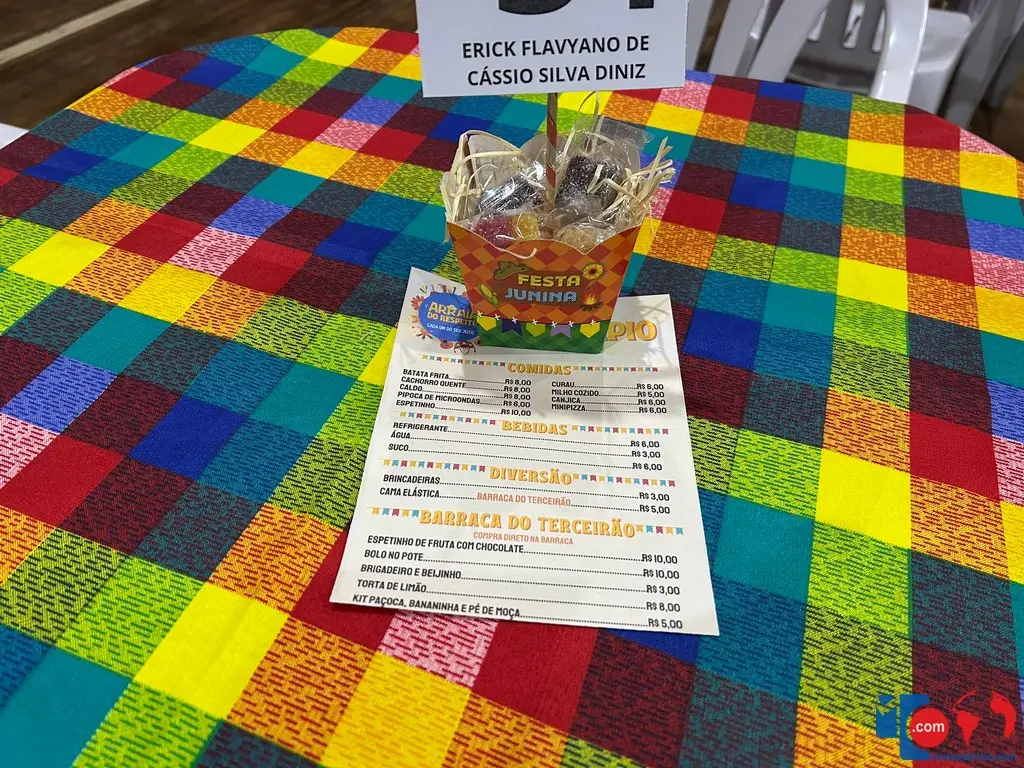 ERICK FLAVYANO DE
CÁSSIO SILVA DINIZ
FESTA
JUNINA
ARRAIÁ
DO RESPEITO
CADA UM DO SEU JEITO
COMIDAS
BATATA FRITA R$ 8,00
CACHORRO QUENTE R$ 8,00
CALDO R$ 8,00
PIPOCA DE MICROONDAS R$ 6,00
ESPETINHO R$ 10,00
CURAU R$ 6,00
MILHO COZIDO R$ 5,00
CANJICA R$ 6,00
MINIPIZZA R$ 6,00
BEBIDAS
REFRIGERANTE R$ 6,00
ÁGUA R$ 3,00
SUCO R$ 6,00
DIVERSÃO
BRINCADEIRAS R$ 3,00
CAMA ELÁSTICA BARRACA DO TERCEIRÃO R$ 5,00
BARRACA DO TERCEIRÃO
COMPRA DIRETO NA BARRACA
ESPETINHO DE FRUTA COM CHOCOLATE R$ 10,00
BOLO NO POTE R$ 10,00
BRIGADEIRO E BEIJINHO R$ 3,00
TORTA DE LIMÃO R$ 8,00
KIT PAÇOCA, BANANINHA E PÉ DE MOÇA R$ 5,00
.com